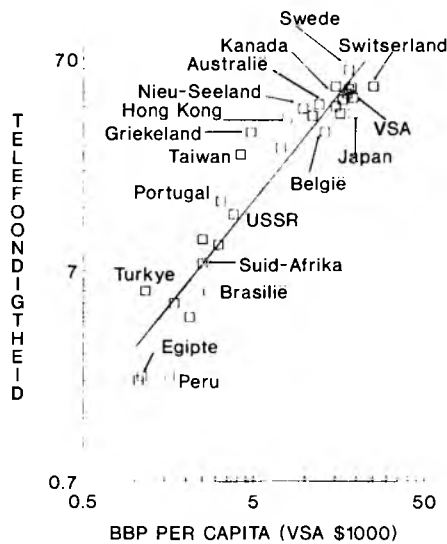 Swede
Kanada
Switserland
70
Australië
Nieu-Seeland
Hong Kong
VSA
Griekeland
Japan
Taiwan
België
Portugal
USSR
TELEFOONDIGTHEID
Suid-Afrika
7
Turkye
Brasilië
Egipte
Peru
0.7
0.5
5
50
BBP PER CAPITA (VSA $1000)